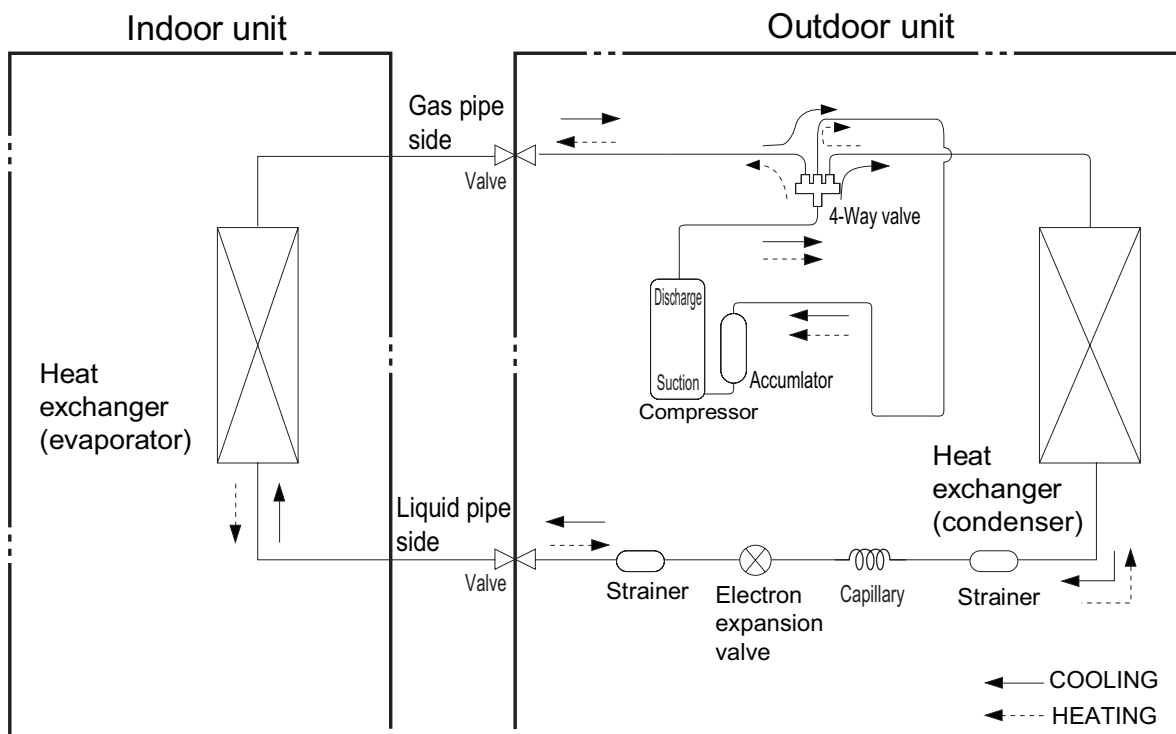 Indoor unit
Outdoor unit
Gas pipe
side
Valve
4-Way valve
Discharge
Suction
Compressor
Accumlator
Heat
exchanger
(evaporator)
Heat
exchanger
(condenser)
Liquid pipe
side
Valve
Strainer
Electron
expansion
valve
Capillary
Strainer
COOLING
HEATING